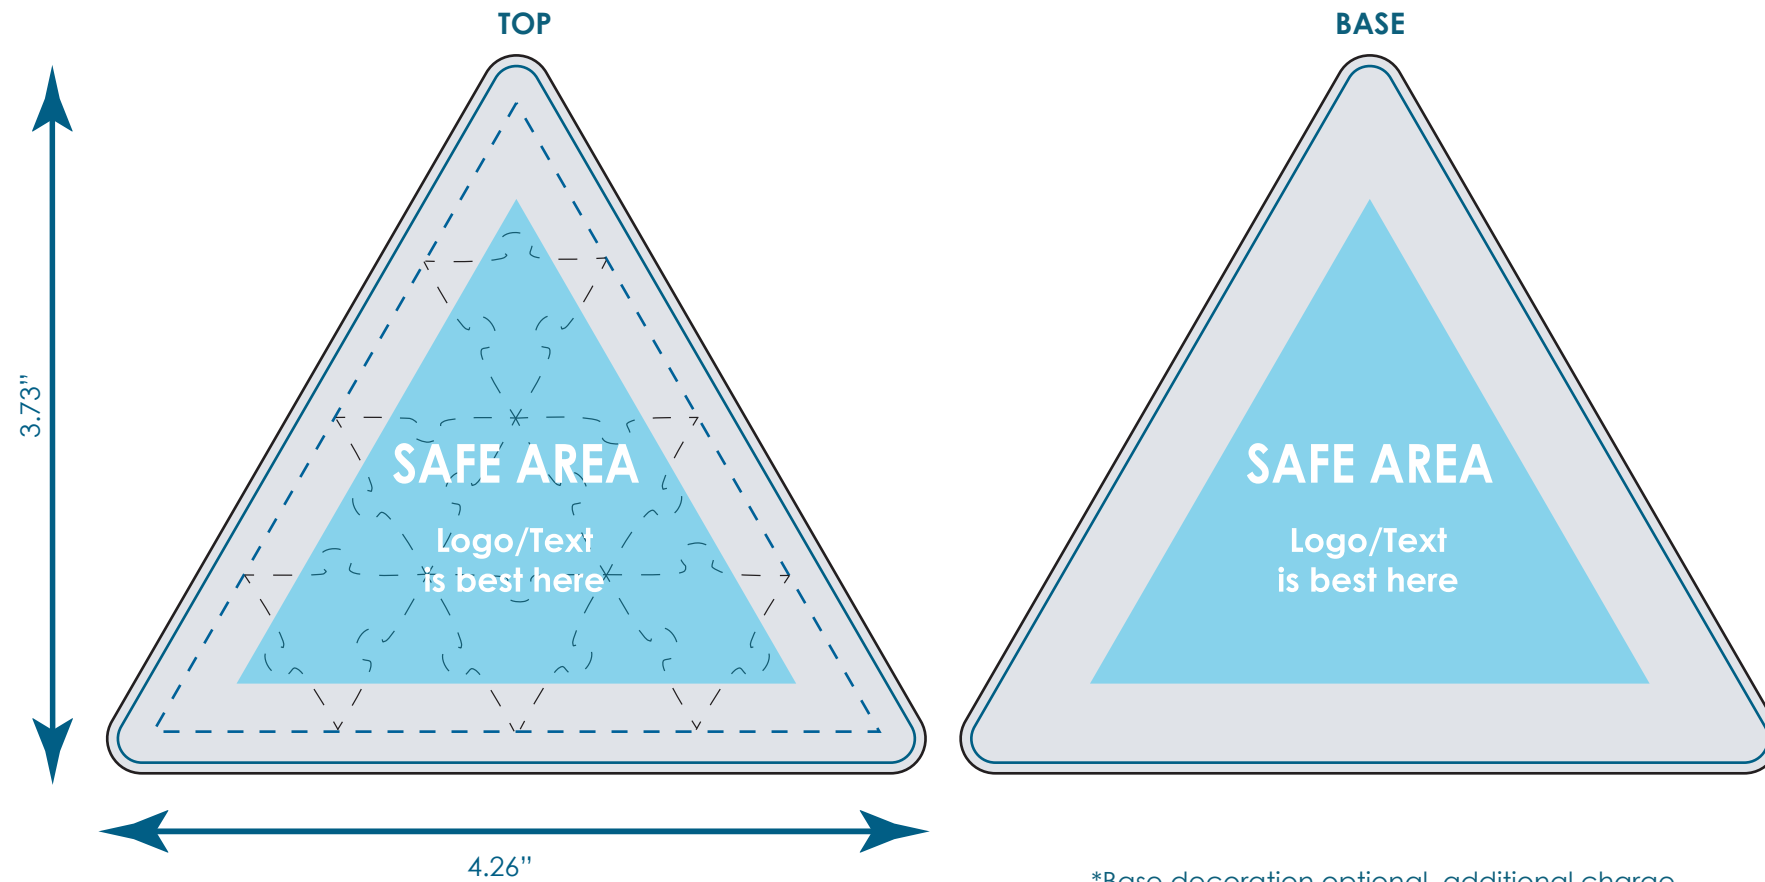 TOP
BASE
3.73”
SAFE AREA
Logo/Text
is best here
SAFE AREA
Logo/Text
is best here
4.26”
*Base decoration optional, additional charge